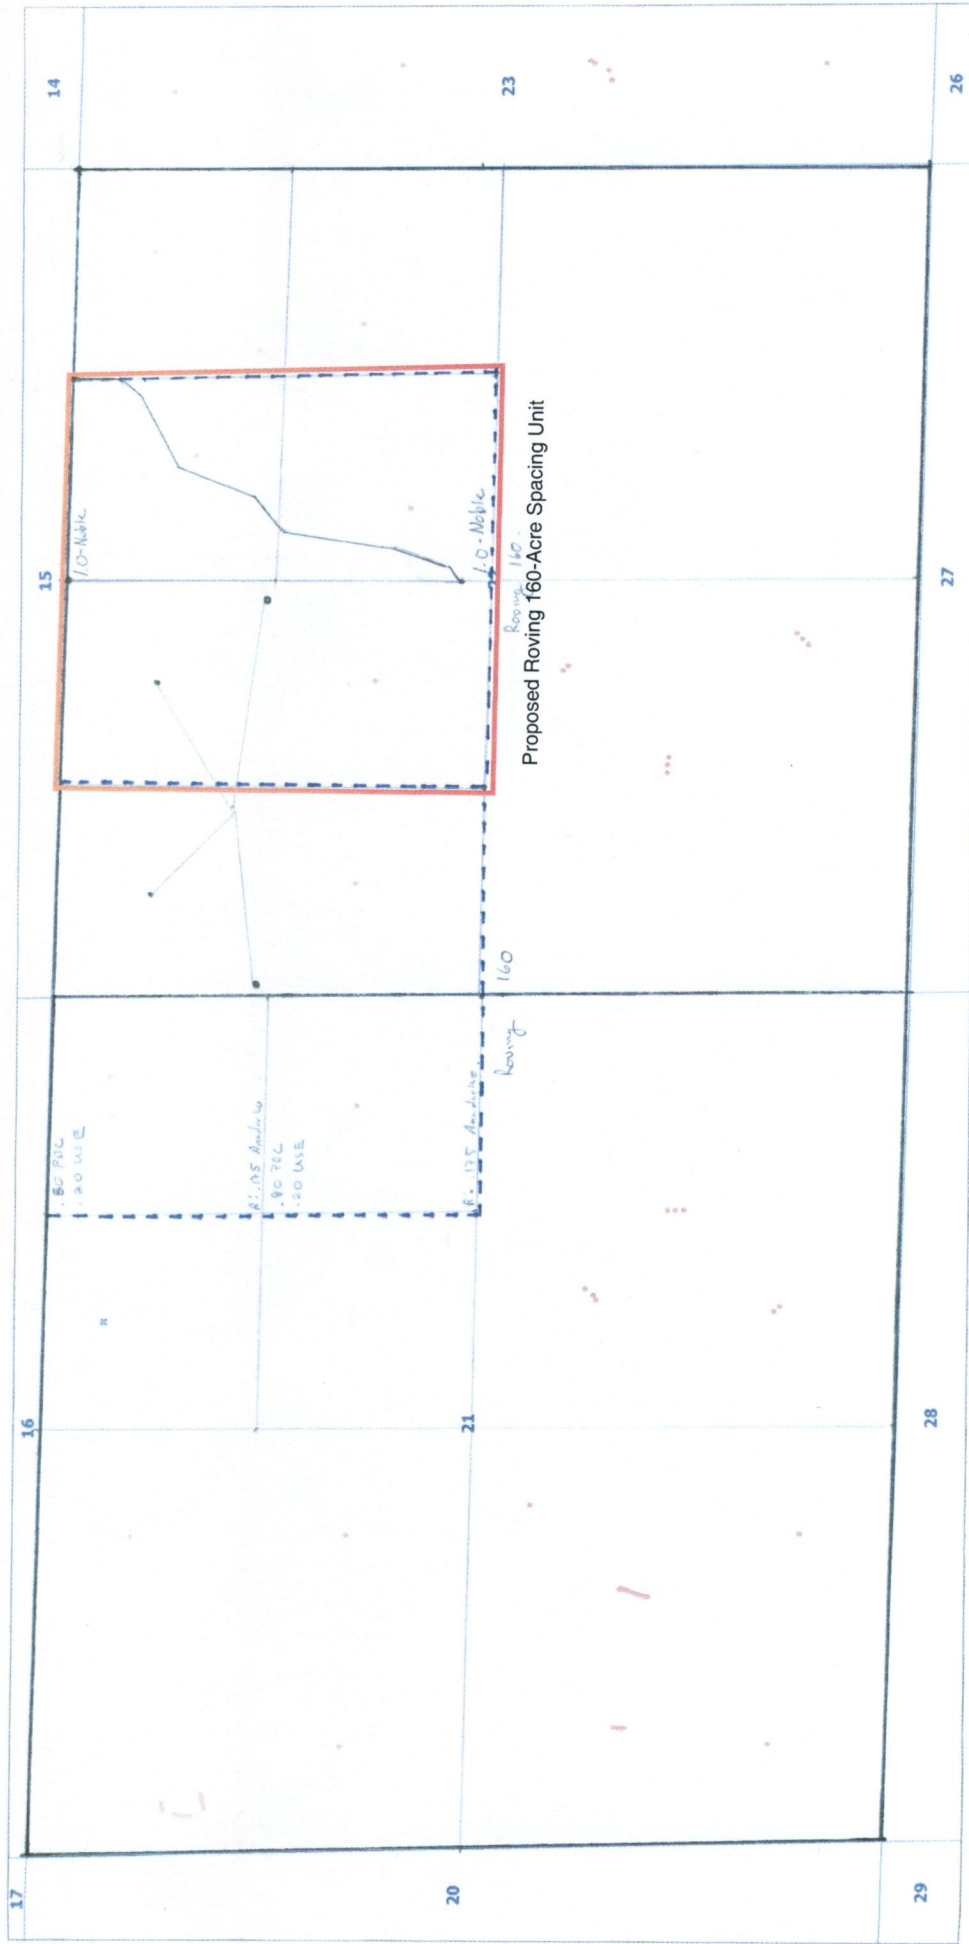 17
16
15
14
.80 PDC
.20 USE
1.0-Noble
R: .175 Anadarko
.80 PDC
.20 USE
20
21
R: .175 Anadarko
1.0-Noble
23
Roving 160
Roving 160
Proposed Roving 160-Acre Spacing Unit
29
28
27
26